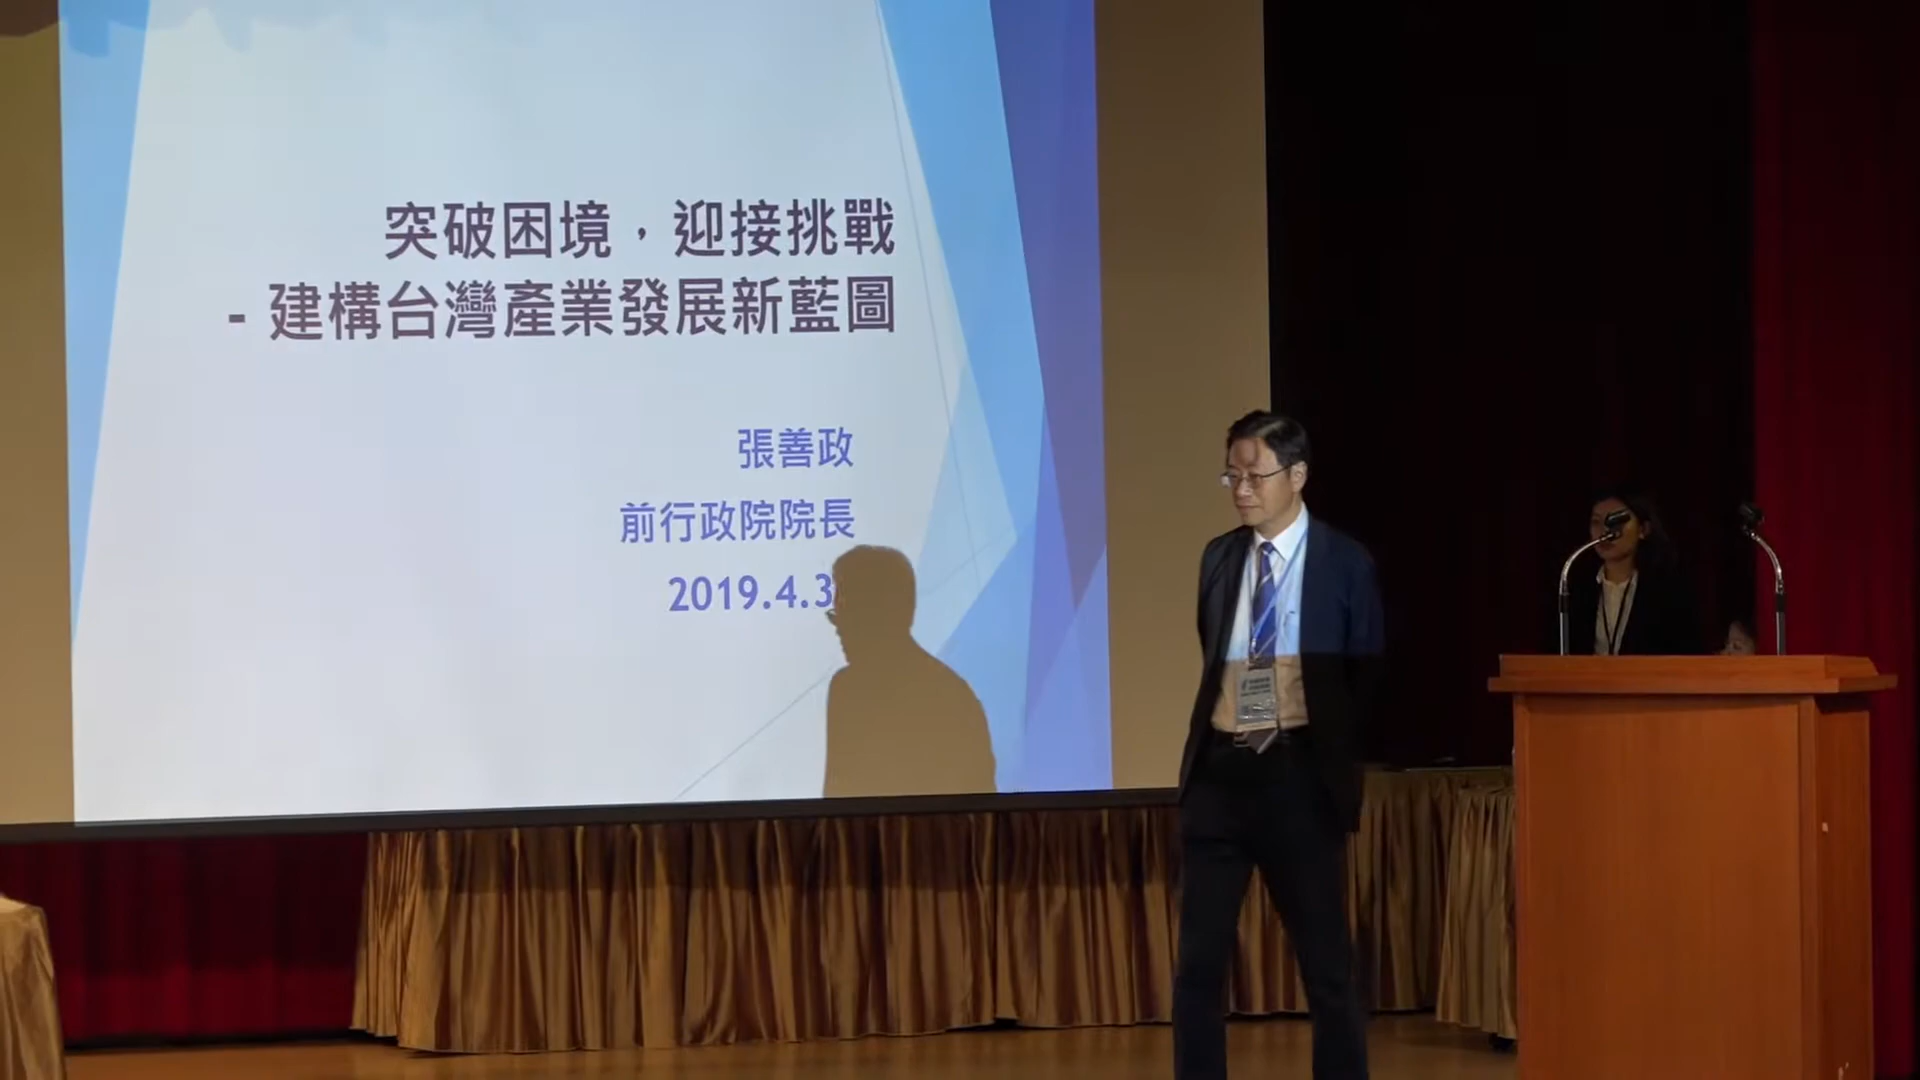 突破困境，迎接挑戰
- 建構台灣產業發展新藍圖
張善政
前行政院院長
2019.4.3